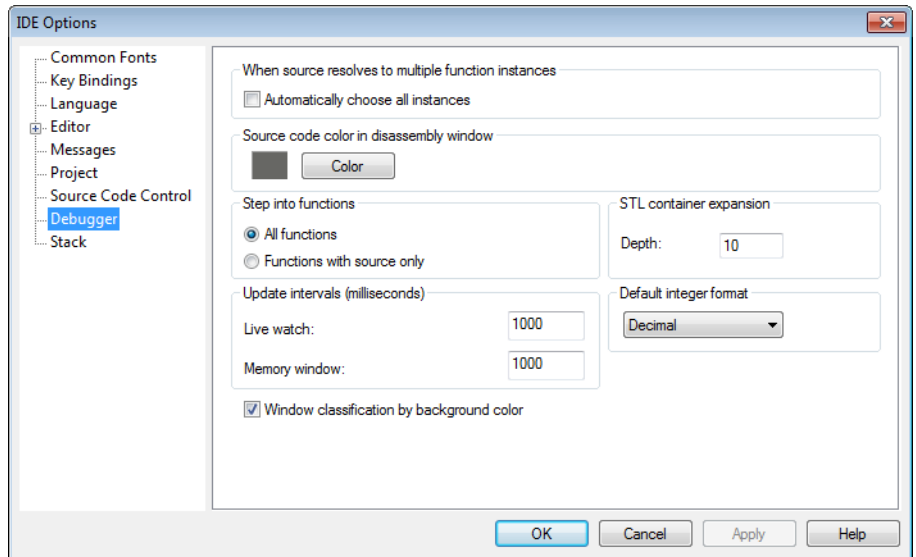 IDE Options
Common Fonts
Key Bindings
Language
Editor
Messages
Project
Source Code Control
Debugger
Stack
When source resolves to multiple function instances
Automatically choose all instances
Source code color in disassembly window
Color
Step into functions
All functions
Functions with source only
STL container expansion
Depth: 10
Update intervals (milliseconds)
Live watch: 1000
Memory window: 1000
Default integer format
Decimal
Window classification by background color
OK Cancel Apply Help